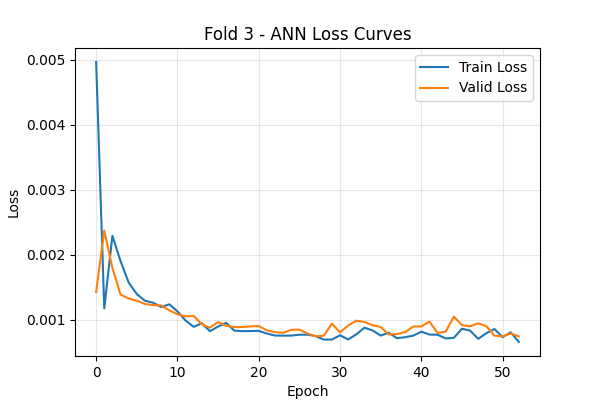 Fold 3 - ANN Loss Curves
Train Loss
Valid Loss
Loss
0.005
0.004
0.003
0.002
0.001
0 10 20 30 40 50
Epoch